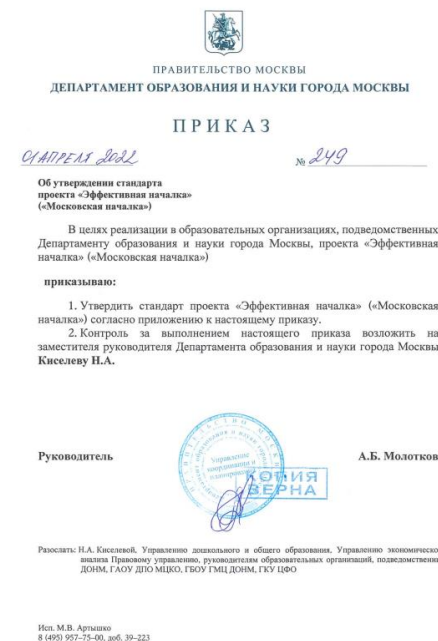 ПРАВИТЕЛЬСТВО МОСКВЫ
ДЕПАРТАМЕНТ ОБРАЗОВАНИЯ И НАУКИ ГОРОДА МОСКВЫ
ПРИКАЗ
01 АПРЕЛЯ 2022 № 249
Об утверждении стандарта
проекта «Эффективная началка»
(«Московская началка»)
В целях реализации в образовательных организациях, подведомственных
Департаменту образования и науки города Москвы, проекта «Эффективная
началка» («Московская началка»)
приказываю:
1. Утвердить стандарт проекта «Эффективная началка» («Московская
началка») согласно приложению к настоящему приказу.
2. Контроль за выполнением настоящего приказа возложить на
заместителя руководителя Департамента образования и науки города Москвы
Киселеву Н.А.
Руководитель А.Б. Молотков
Управление
координации и
планирования
КОПИЯ
ВЕРНА
Разослать: Н.А. Киселевой, Управлению дошкольного и общего образования, Управлению экономическо
анализа Правовому управлению, руководителям образовательных организаций, подведомственн
ДОНМ, ГАОУ ДПО МЦКО, ГБОУ ГМЦ ДОНМ, ГКУ ЦФО
Исп. М.В. Артышко
8 (495) 957-75-00, доб. 39-223